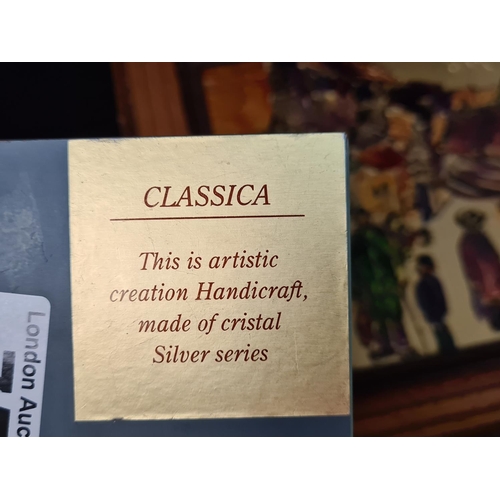 CLASSICA
This is artistic
creation Handicraft,
made of cristal
Silver series
London Auc